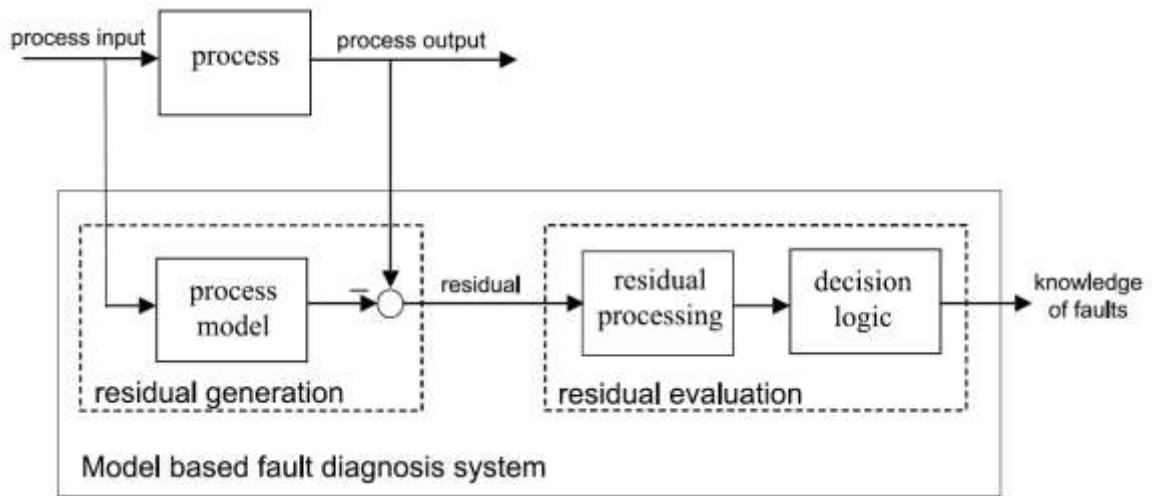 process input
process
process output
process
model
residual
residual
processing
decision
logic
knowledge
of faults
residual generation
residual evaluation
Model based fault diagnosis system